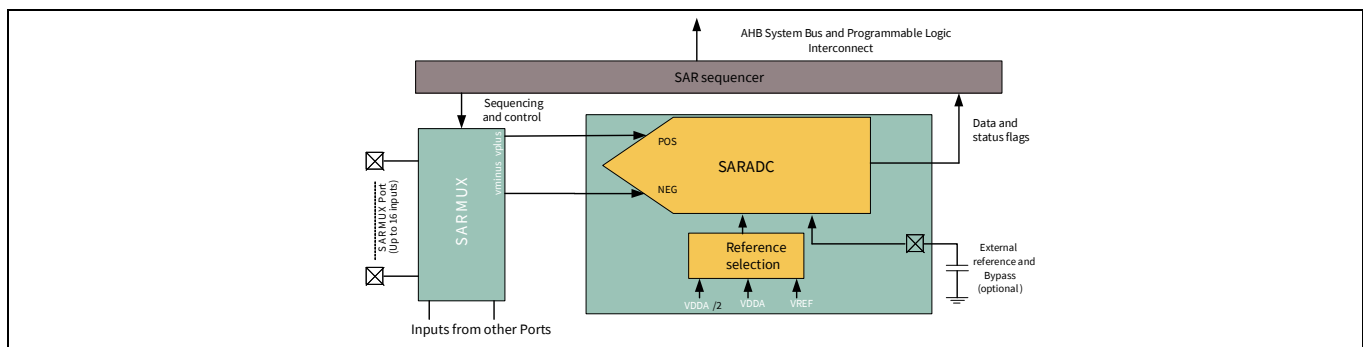 AHB System Bus and Programmable Logic
Interconnect
SAR sequencer
Sequencing
and control
Data and
status flags
vminus vplus
POS
SARADC
NEG
SARMUX
SARMUX Port
(Up to 16 inputs)
Reference
selection
External
reference and
Bypass
(optional)
VDDA /2 VDDA VREF
Inputs from other Ports